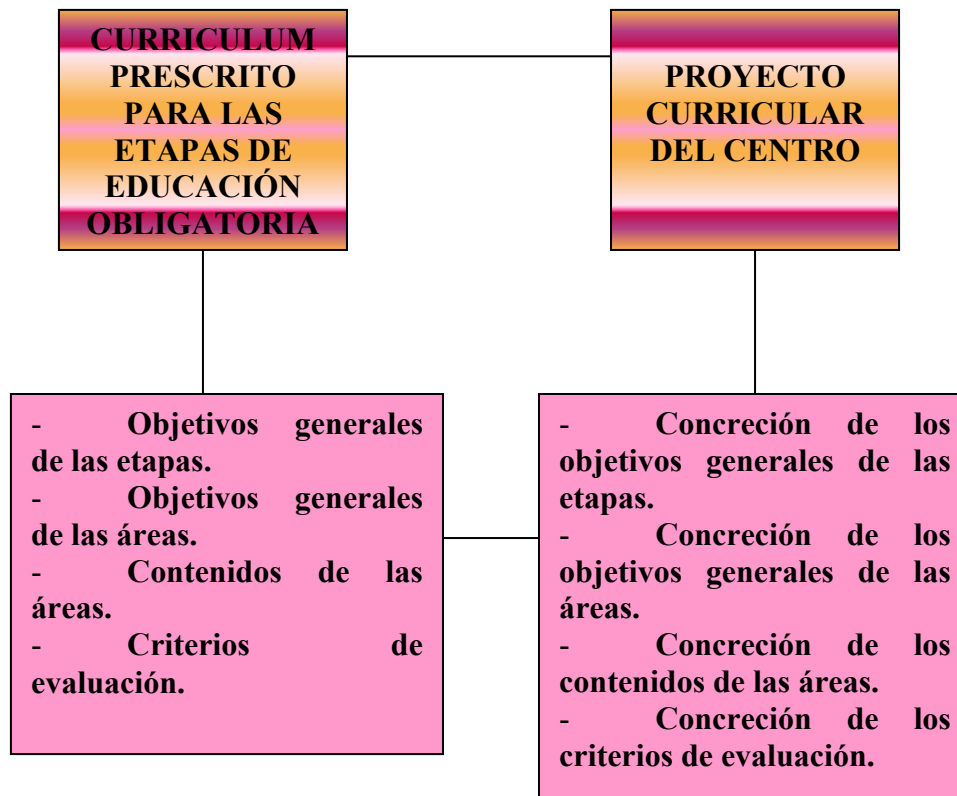 CURRICULUM
PRESCRITO
PARA LAS
ETAPAS DE
EDUCACIÓN
OBLIGATORIA
PROYECTO
CURRICULAR
DEL CENTRO
- Objetivos generales
de las etapas.
- Objetivos generales
de las áreas.
- Contenidos de las
áreas.
- Criterios de
evaluación.
- Concreción de los
objetivos generales de las
etapas.
- Concreción de los
objetivos generales de las
áreas.
- Concreción de los
contenidos de las áreas.
- Concreción de los
criterios de evaluación.